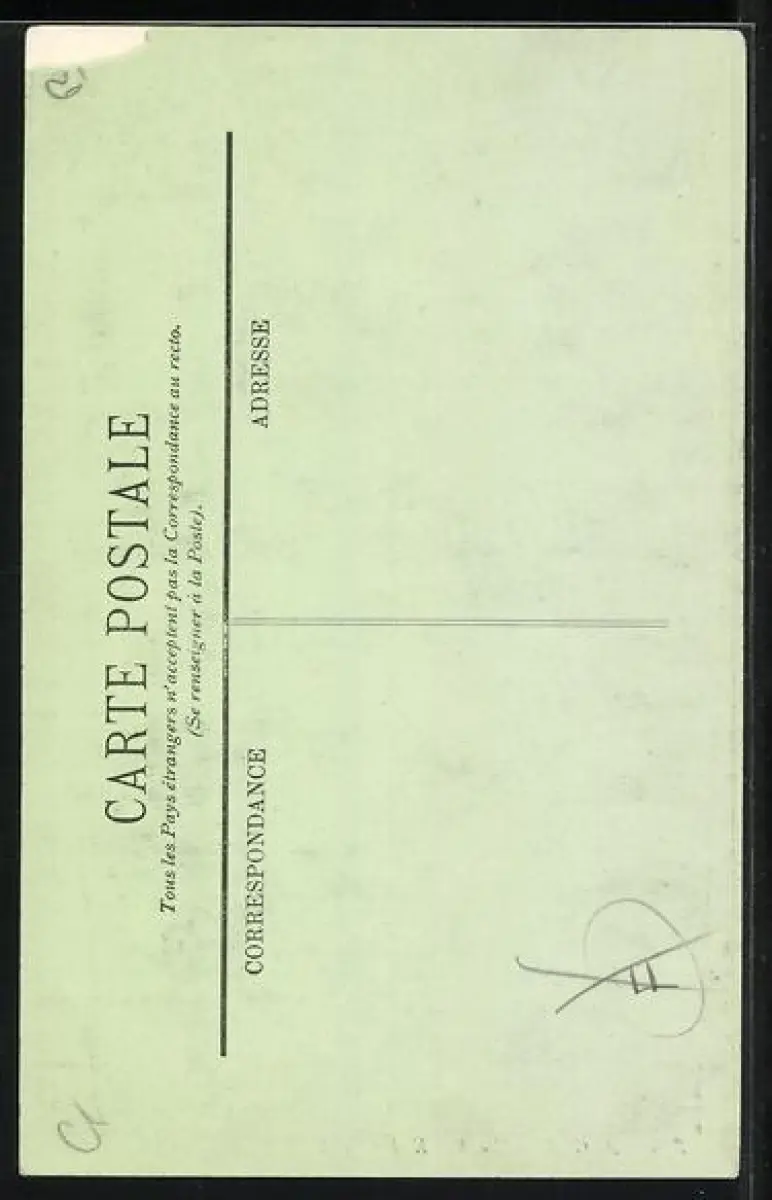 CARTE POSTALE
Tous les Pays étrangers n'acceptent pas la Correspondance au recto.
(Se renseigner à la Poste).
CORRESPONDANCE
ADRESSE
F